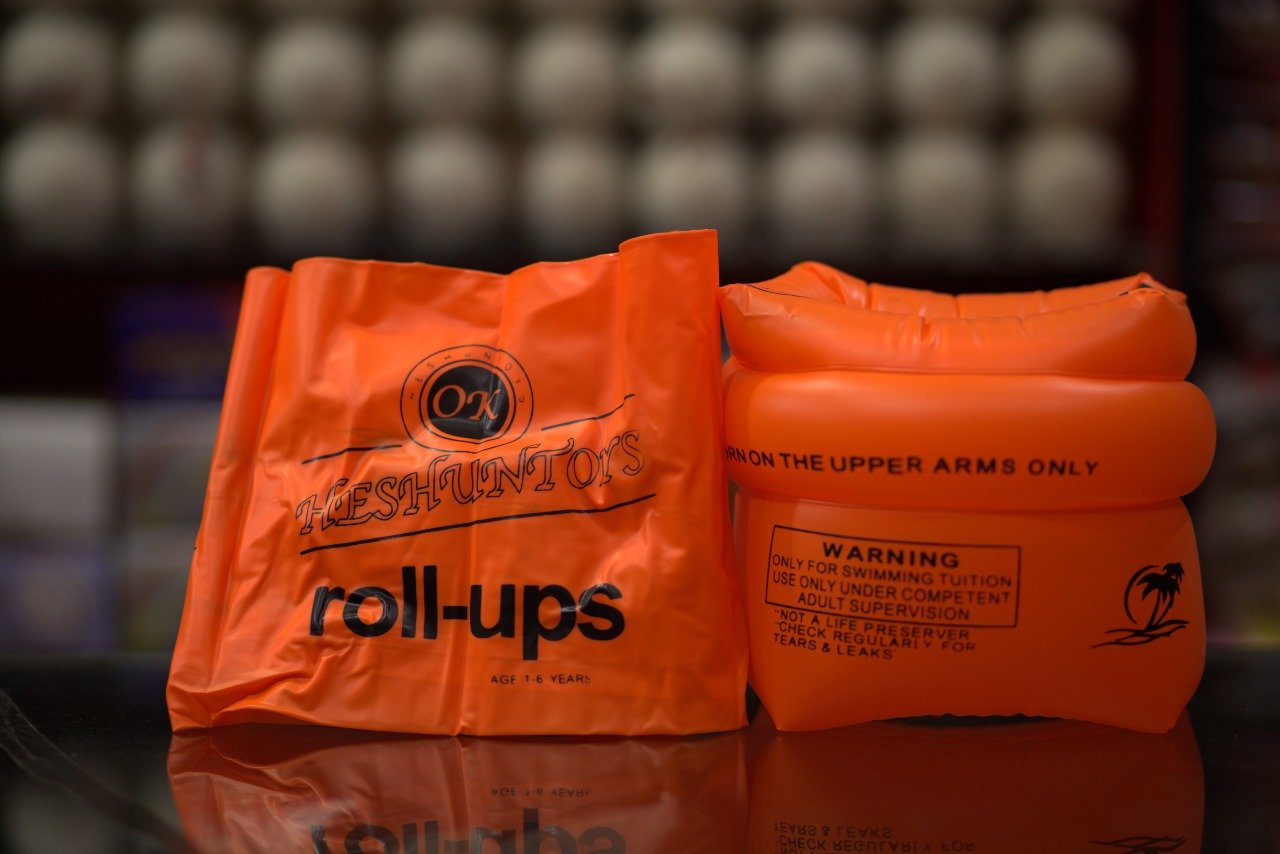 HESHUNTOYS
OK
HESHUNTOYS
roll-ups
AGE 1-6 YEARS
ON THE UPPER ARMS ONLY
WARNING
ONLY FOR SWIMMING TUITION
USE ONLY UNDER COMPETENT
ADULT SUPERVISION
"NOT A LIFE PRESERVER
"CHECK REGULARLY FOR
TEARS & LEAKS"